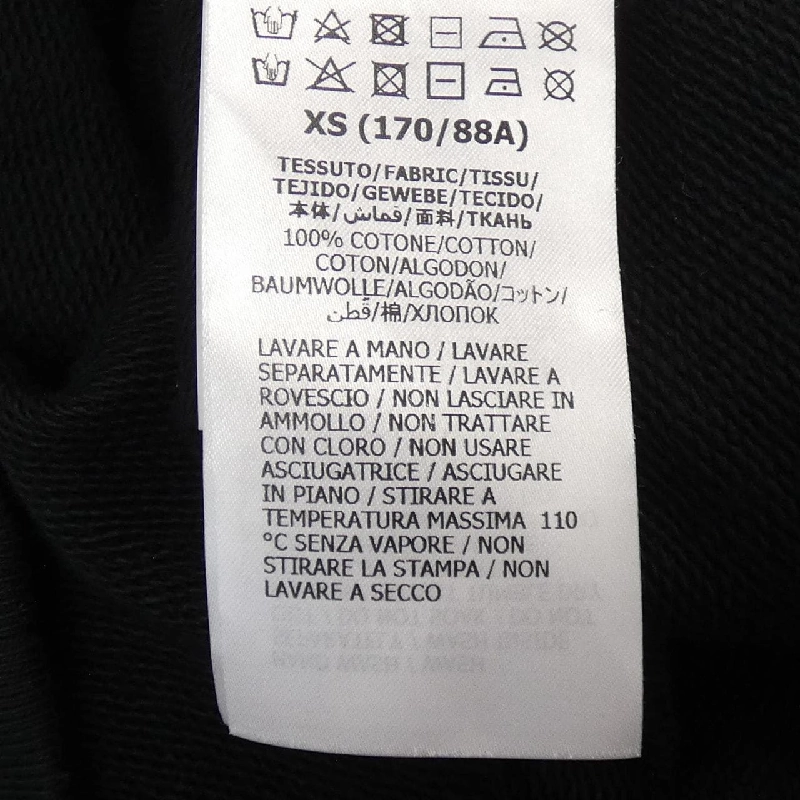 XS (170/88A)
TESSUTO/FABRIC/TISSU/
TEJIDO/GEWEBE/TECIDO/
本体/قماش/面料/ТКАНЬ
100% COTONE/COTTON/
COTON/ALGODON/
BAUMWOLLE/ALGODÃO/コットン/
قطن/棉/ХЛОПОК
LAVARE A MANO / LAVARE
SEPARATAMENTE / LAVARE A
ROVESCIO / NON LASCIARE IN
AMMOLLO / NON TRATTARE
CON CLORO / NON USARE
ASCIUGATRICE / ASCIUGARE
IN PIANO / STIRARE A
TEMPERATURA MASSIMA 110
°C SENZA VAPORE / NON
STIRARE LA STAMPA / NON
LAVARE A SECCO